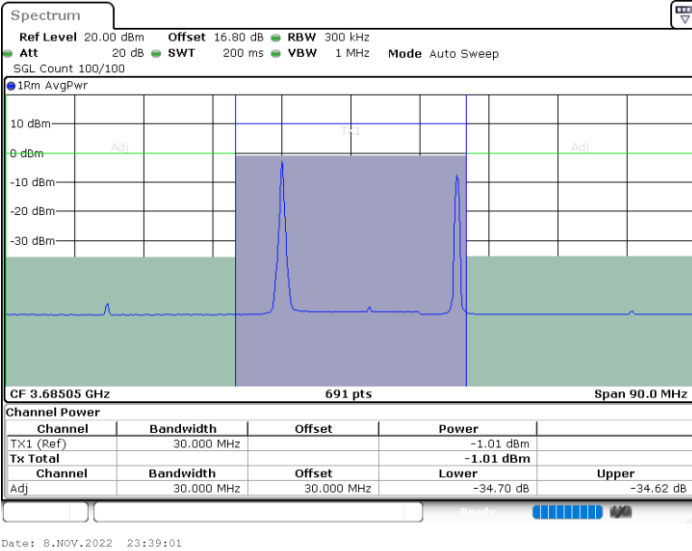 Spectrum
Ref Level 20.00 dBm Offset 16.80 dB RBW 300 kHz
Att 20 dB SWT 200 ms VBW 1 MHz Mode Auto Sweep
SGL Count 100/100
1Rm AvgPwr
10 dBm
TX1
Adj Adj
0 dBm
-10 dBm
-20 dBm
-30 dBm
CF 3.68505 GHz 691 pts Span 90.0 MHz
Channel Power
Channel Bandwidth Offset Power
TX1 (Ref) 30.000 MHz -1.01 dBm
Tx Total -1.01 dBm
Channel Bandwidth Offset Lower Upper
Adj 30.000 MHz 30.000 MHz -34.70 dB -34.62 dB
Ready
Date: 8.NOV.2022 23:39:01